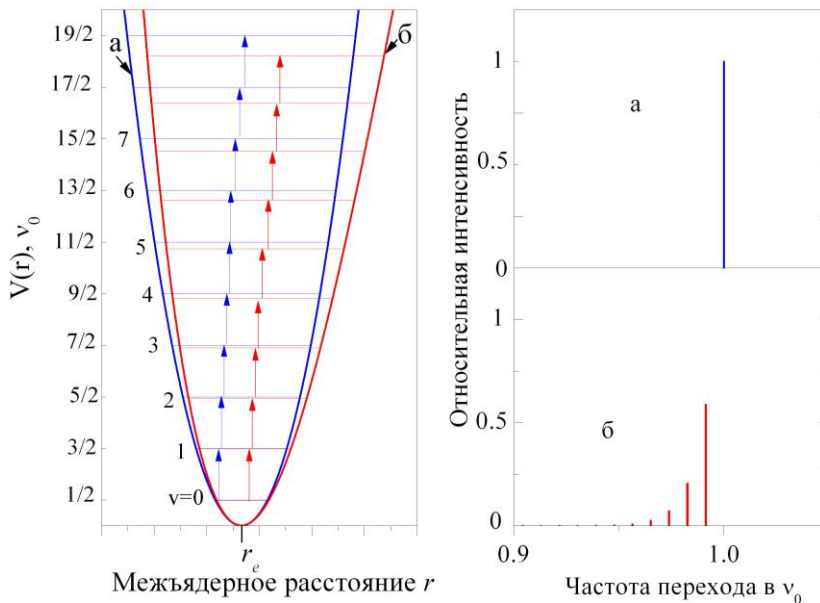 19/2
а
б
17/2
15/2
7
13/2
6
11/2
5
9/2
4
7/2
3
5/2
2
3/2
1
1/2
v=0
V(r), ν₀
rₑ
Межъядерное расстояние r
Относительная интенсивность
1
а
0.5
0
1
0.5
б
0
0.9
1.0
Частота перехода в ν₀